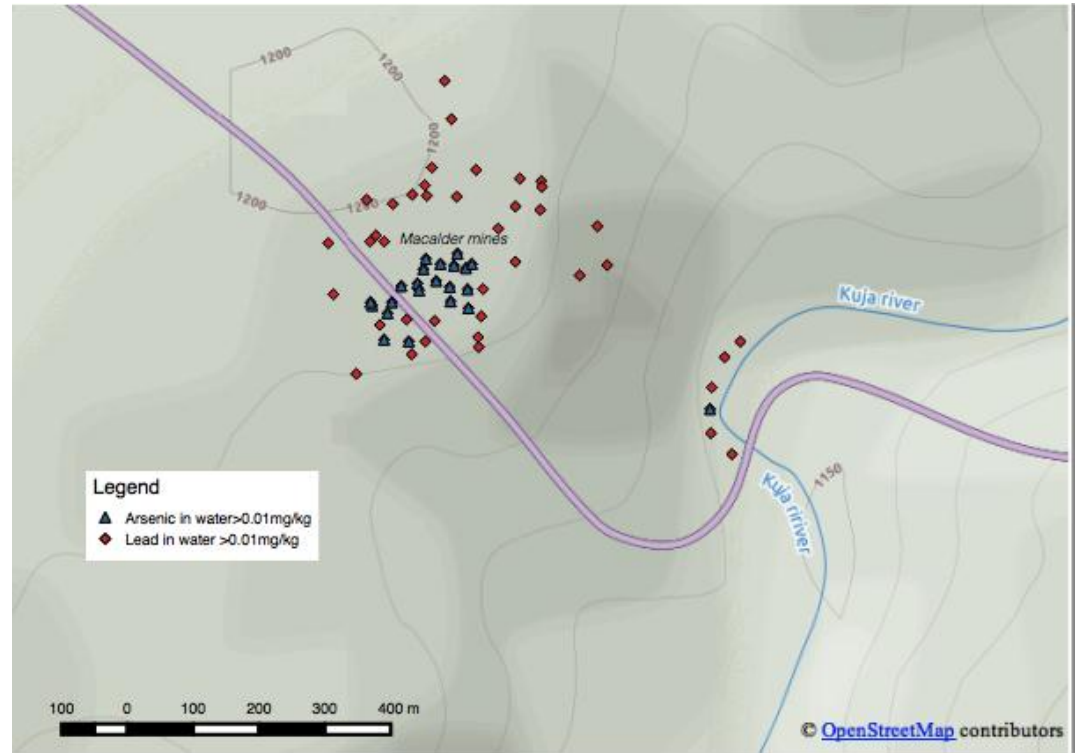 1200
1200
1200
1200
1200
Macalder mines
Kuja river
Kuja ririver
1150
Legend
Arsenic in water>0.01mg/kg
Lead in water >0.01mg/kg
100 0 100 200 300 400 m
© OpenStreetMap contributors